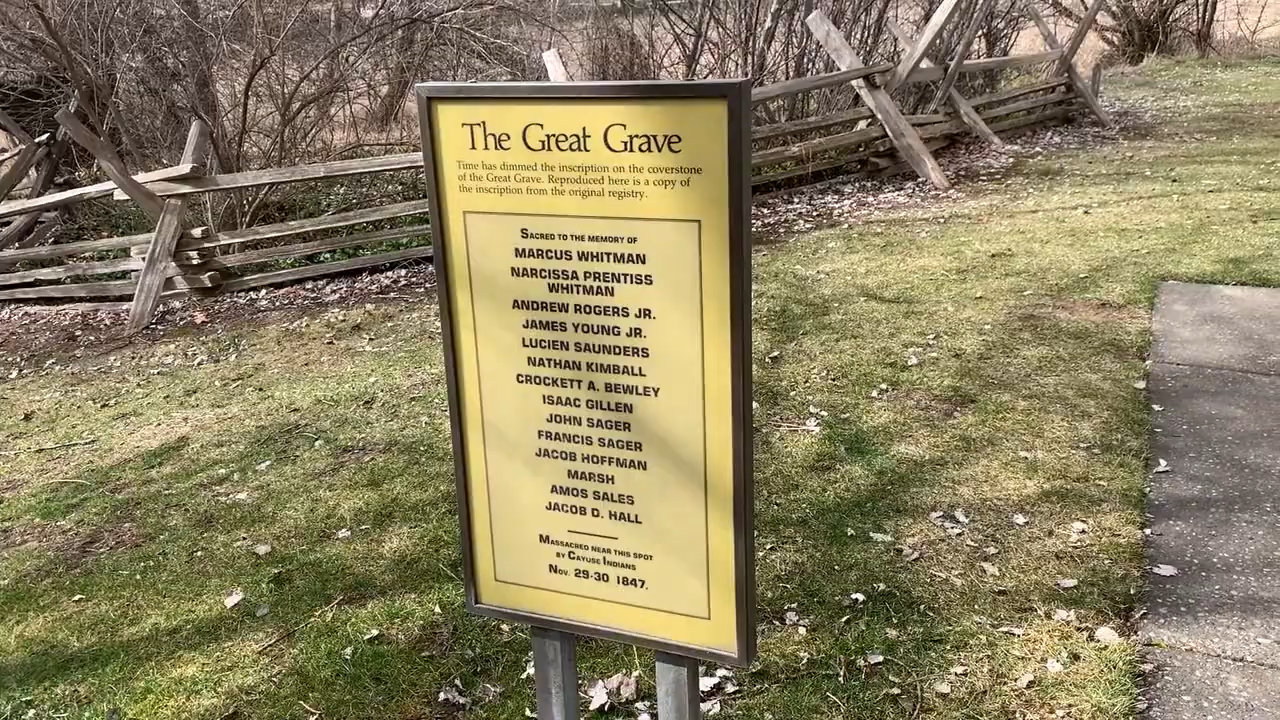 The Great Grave
Time has dimmed the inscription on the coverstone
of the Great Grave. Reproduced here is a copy of
the inscription from the original registry.
SACRED TO THE MEMORY OF
MARCUS WHITMAN
NARCISSA PRENTISS
WHITMAN
ANDREW ROGERS JR.
JAMES YOUNG JR.
LUCIEN SAUNDERS
NATHAN KIMBALL
CROCKETT A. BEWLEY
ISAAC GILLEN
JOHN SAGER
FRANCIS SAGER
JACOB HOFFMAN
MARSH
AMOS SALES
JACOB D. HALL
MASSACRED NEAR THIS SPOT
BY CAYUSE INDIANS
NOV. 29-30 1847.